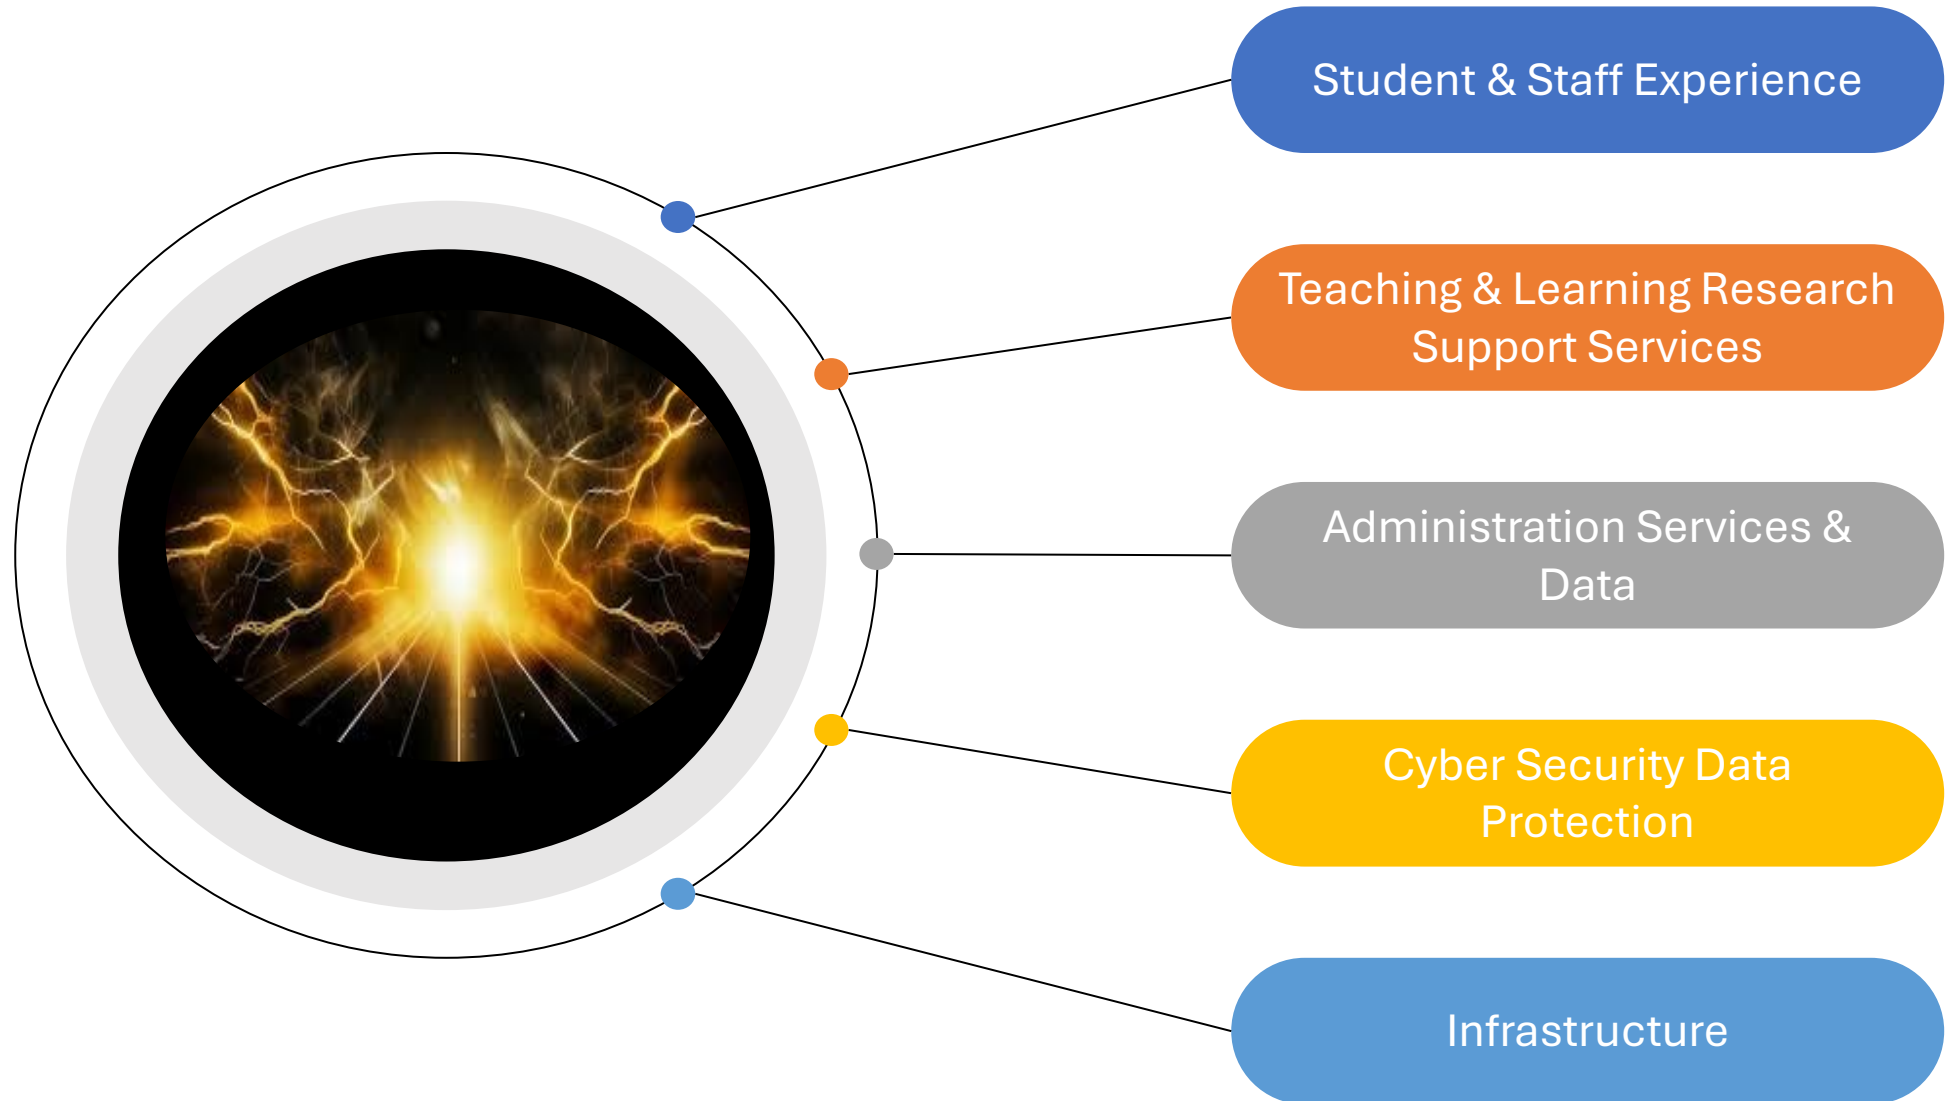 Student & Staff Experience
Teaching & Learning Research
Support Services
Administration Services &
Data
Cyber Security Data
Protection
Infrastructure